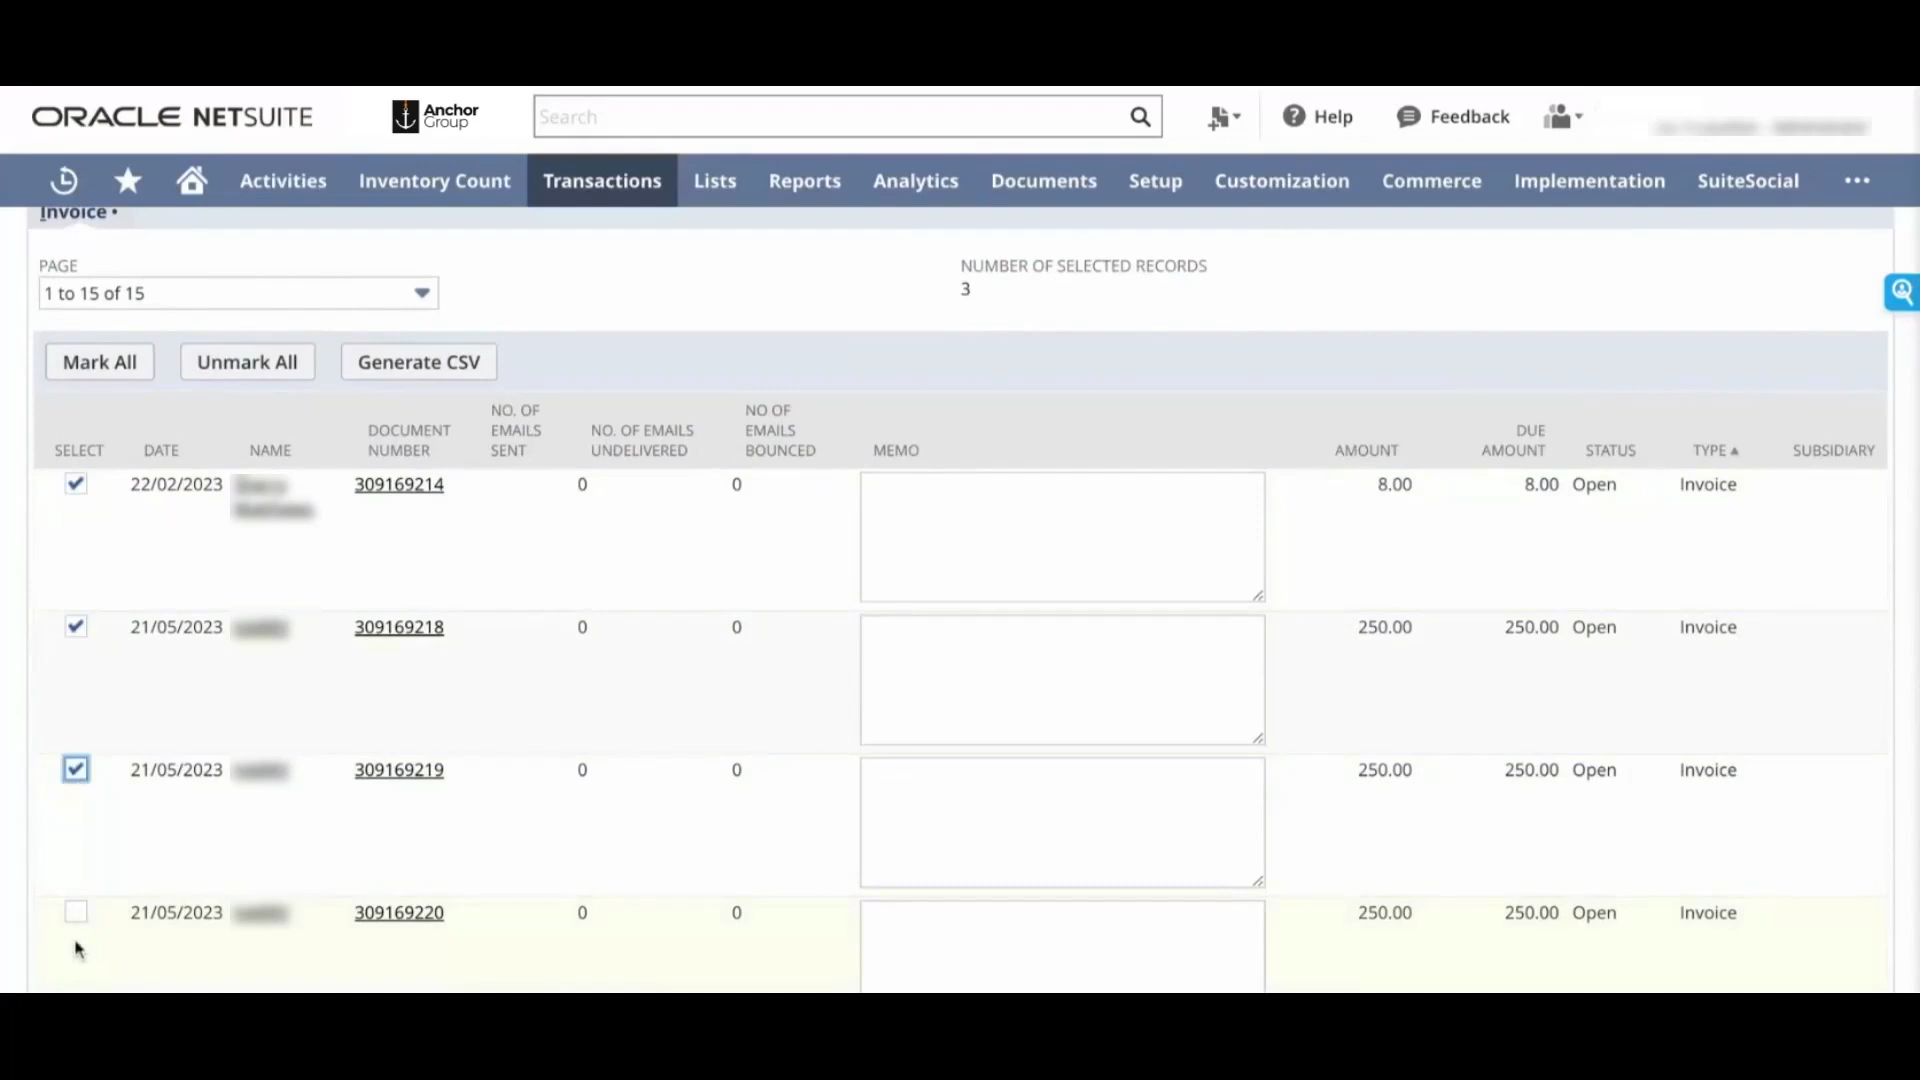 ORACLE NETSUITE
Anchor
Group
Search
Help
Feedback
Activities
Inventory Count
Transactions
Lists
Reports
Analytics
Documents
Setup
Customization
Commerce
Implementation
SuiteSocial
Invoice •
PAGE
1 to 15 of 15
NUMBER OF SELECTED RECORDS
3
Mark All
Unmark All
Generate CSV
SELECT
DATE
NAME
DOCUMENT
NUMBER
NO. OF
EMAILS
SENT
NO. OF EMAILS
UNDELIVERED
NO OF
EMAILS
BOUNCED
MEMO
AMOUNT
DUE
AMOUNT
STATUS
TYPE
SUBSIDIARY
22/02/2023 309169214 0 0 8.00 8.00 Open Invoice
21/05/2023 309169218 0 0 250.00 250.00 Open Invoice
21/05/2023 309169219 0 0 250.00 250.00 Open Invoice
21/05/2023 309169220 0 0 250.00 250.00 Open Invoice